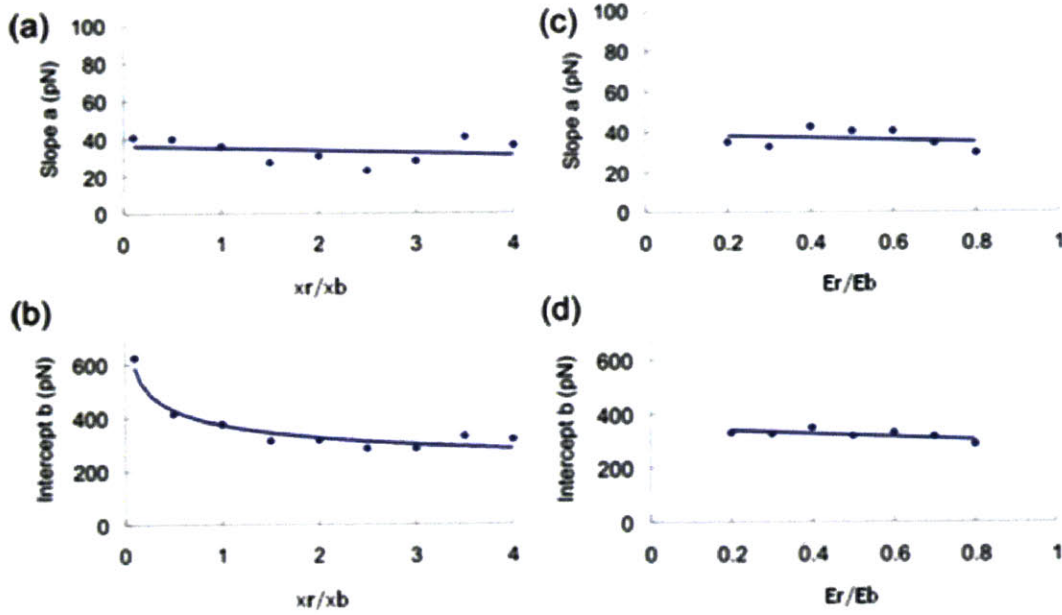 (a)
Slope a (pN)
100
80
60
40
20
0
0 1 2 3 4
xr/xb
(c)
Slope a (pN)
100
80
60
40
20
0
0 0.2 0.4 0.6 0.8 1
Er/Eb
(b)
Intercept b (pN)
600
400
200
0
0 1 2 3 4
xr/xb
(d)
Intercept b (pN)
600
400
200
0
0 0.2 0.4 0.6 0.8 1
Er/Eb